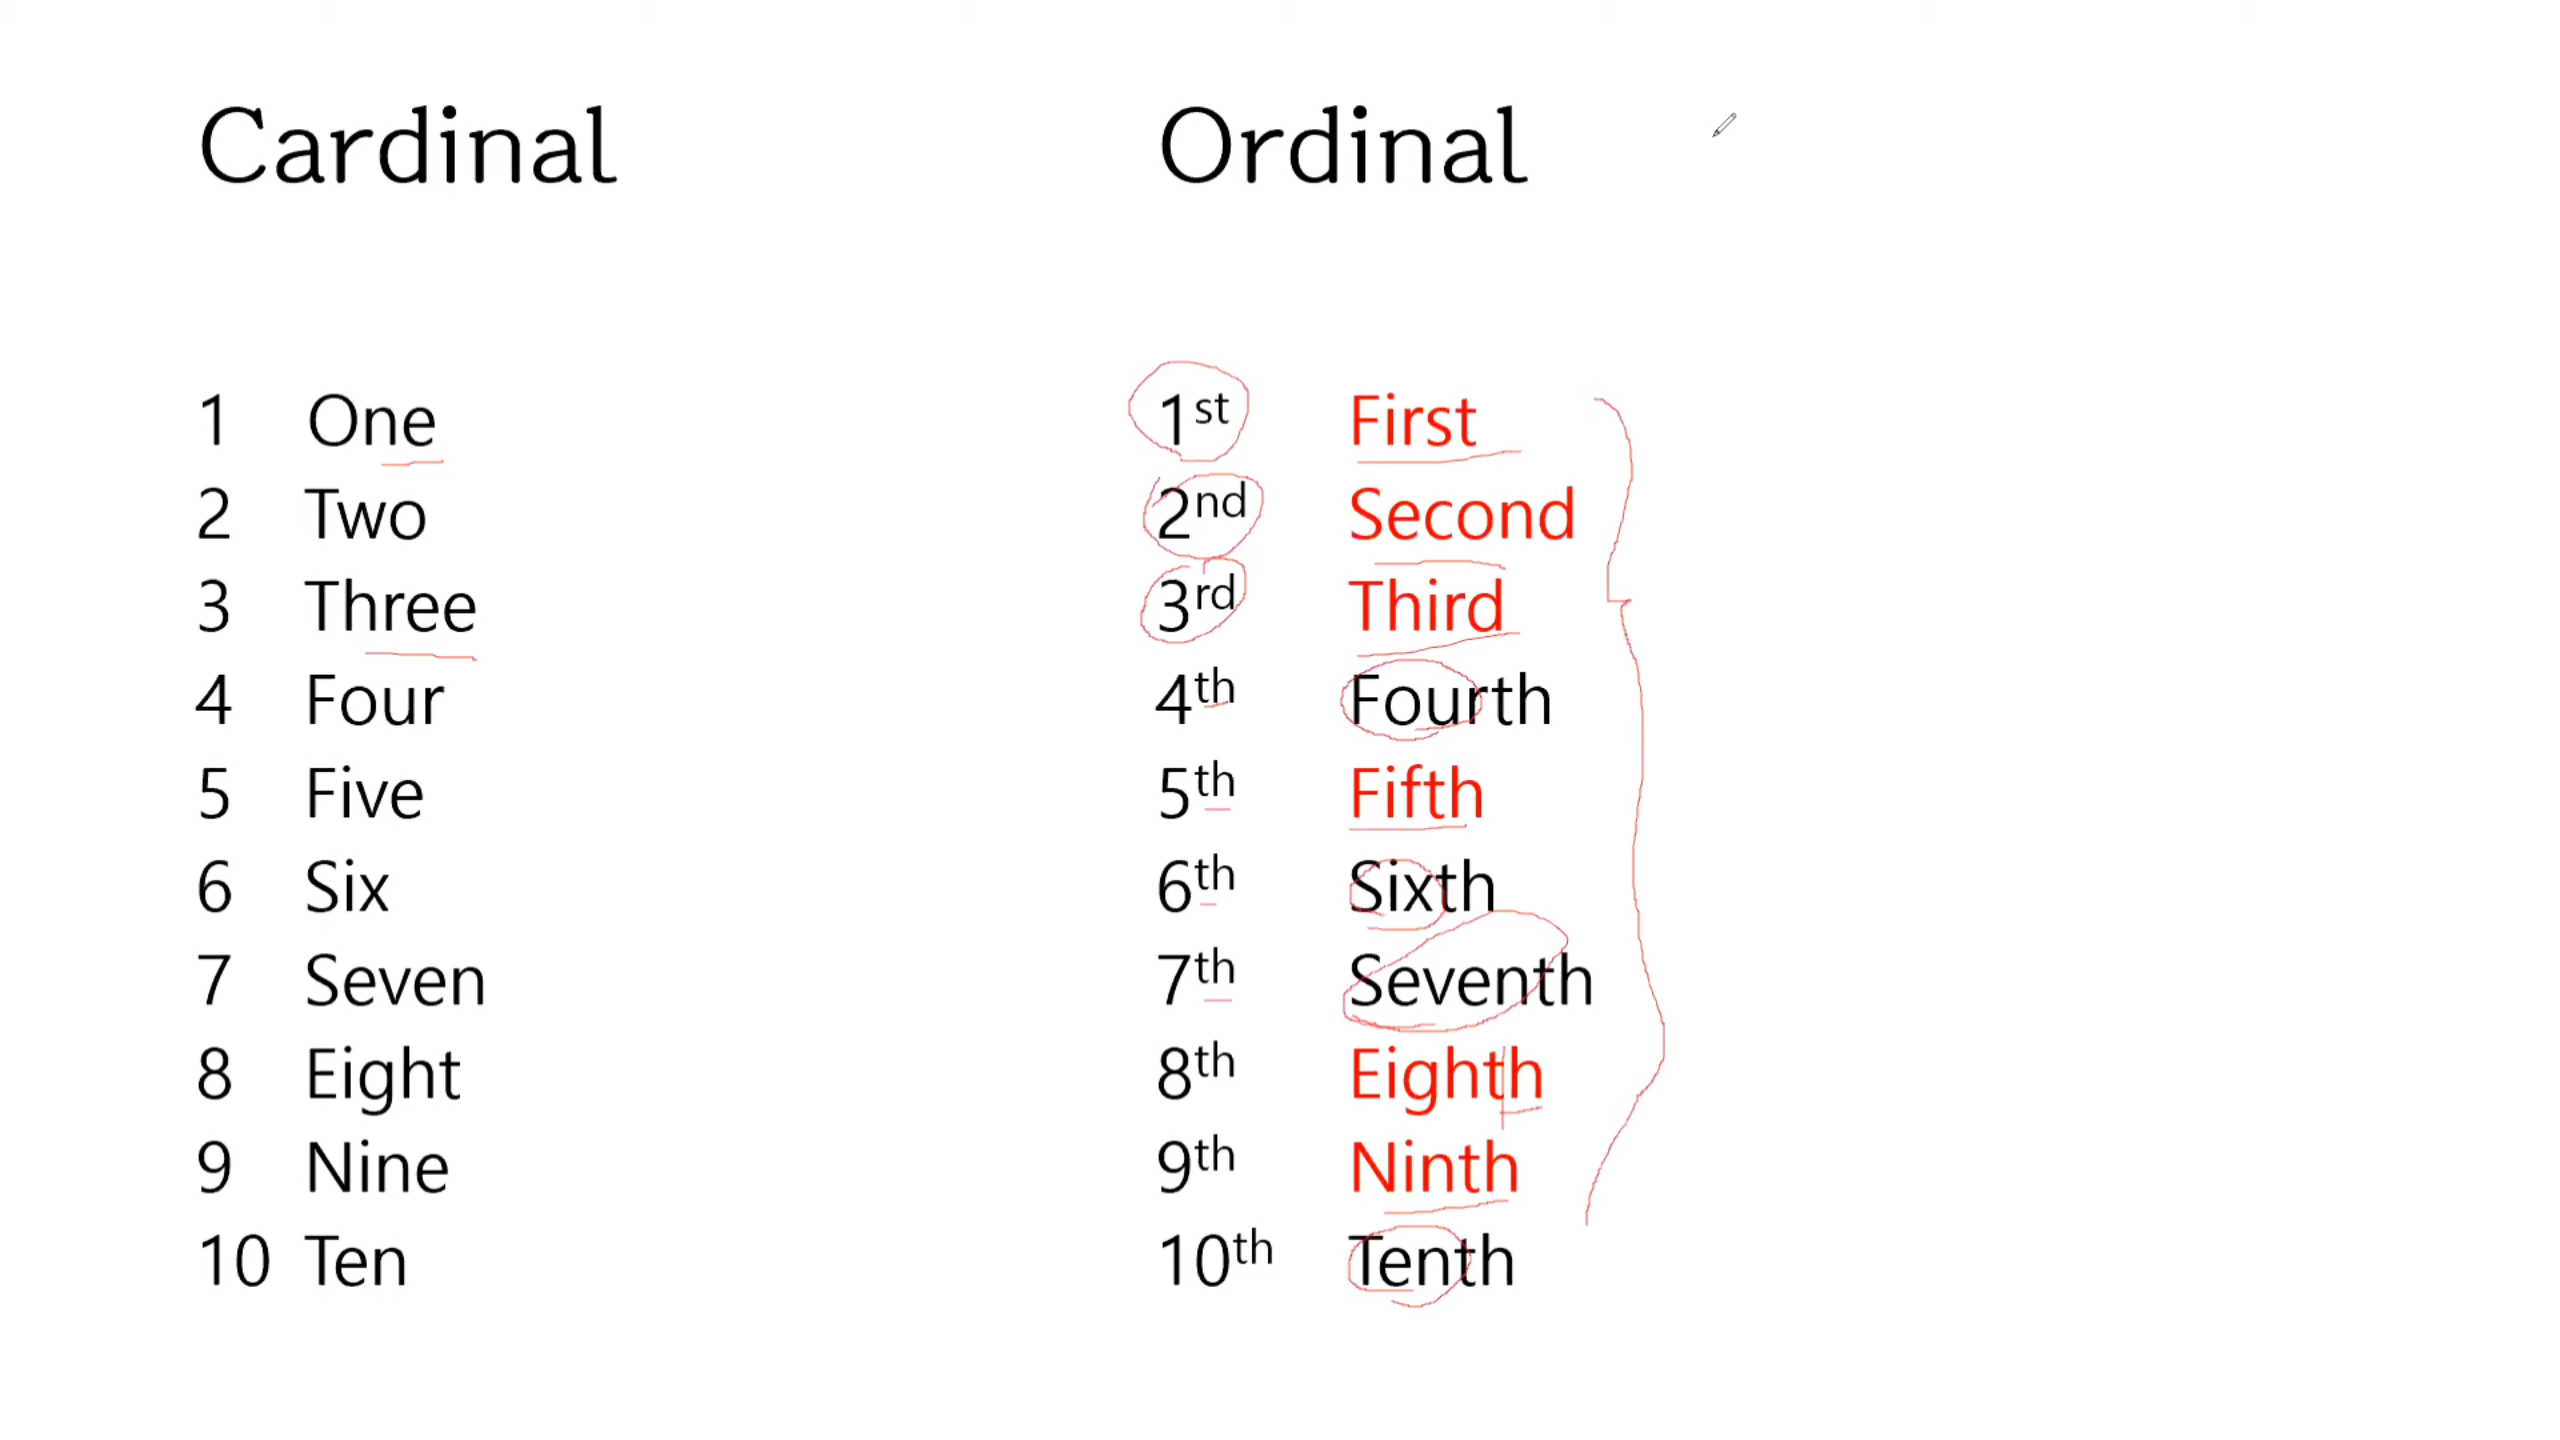 Cardinal Ordinal
1 One 1st First
2 Two 2nd Second
3 Three 3rd Third
4 Four 4th Fourth
5 Five 5th Fifth
6 Six 6th Sixth
7 Seven 7th Seventh
8 Eight 8th Eighth
9 Nine 9th Ninth
10 Ten 10th Tenth